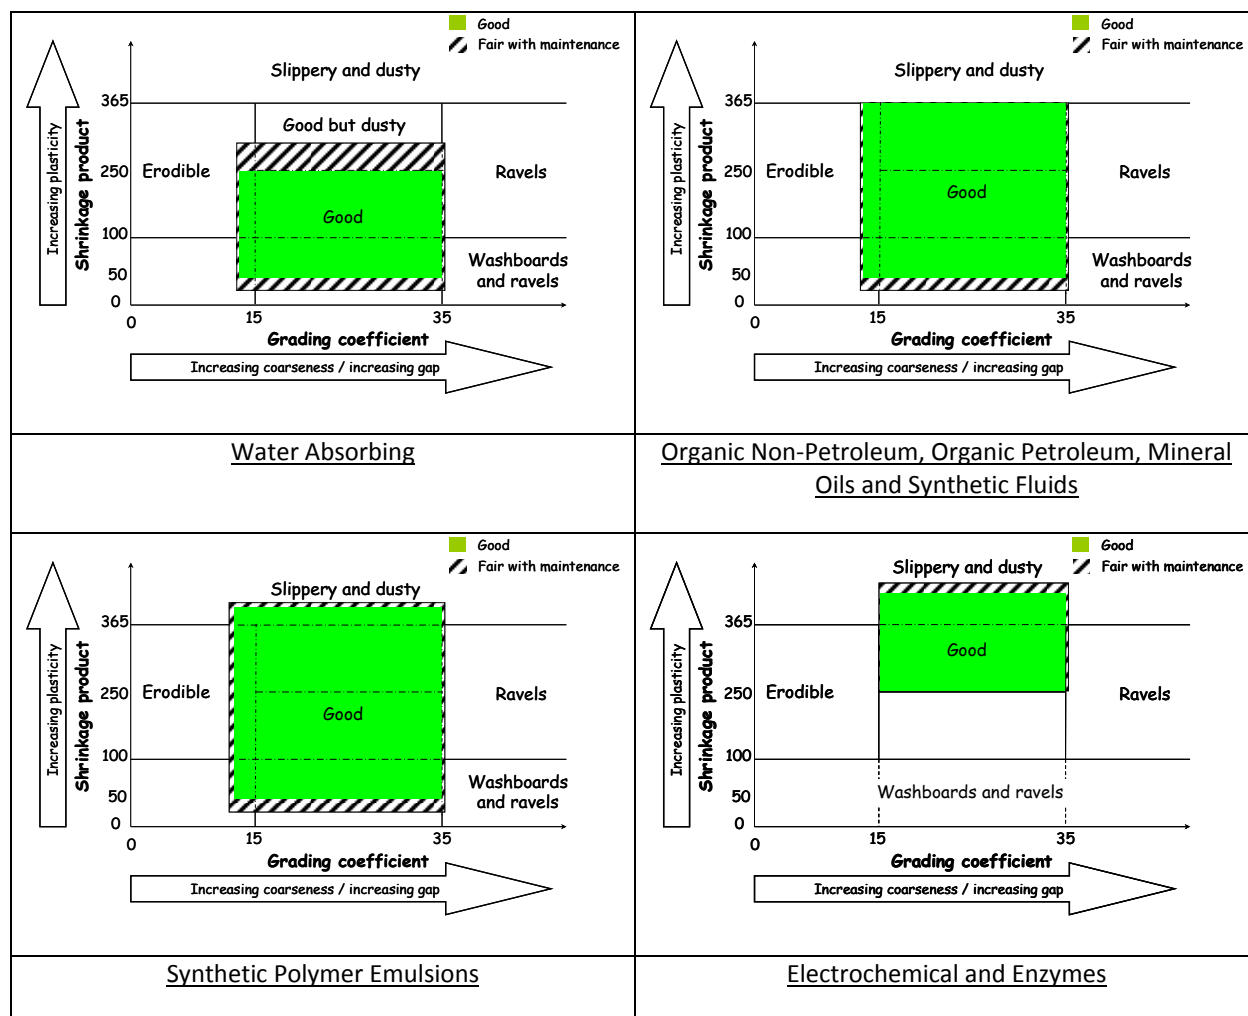 Good
Fair with maintenance
Slippery and dusty
365
Good but dusty
Increasing plasticity
Shrinkage product
Erodible
250
Ravels
Good
100
Washboards
and ravels
50
0
0
15
35
Grading coefficient
Increasing coarseness / increasing gap
Water Absorbing
Good
Fair with maintenance
Slippery and dusty
365
Increasing plasticity
Shrinkage product
Erodible
250
Ravels
Good
100
Washboards
and ravels
50
0
0
15
35
Grading coefficient
Increasing coarseness / increasing gap
Organic Non-Petroleum, Organic Petroleum, Mineral
Oils and Synthetic Fluids
Good
Fair with maintenance
Slippery and dusty
365
Increasing plasticity
Shrinkage product
Erodible
250
Ravels
Good
100
Washboards
and ravels
50
0
0
15
35
Grading coefficient
Increasing coarseness / increasing gap
Synthetic Polymer Emulsions
Good
Fair with maintenance
Slippery and dusty
365
Increasing plasticity
Shrinkage product
Good
Erodible
250
Ravels
100
Washboards and ravels
50
0
0
15
35
Grading coefficient
Increasing coarseness / increasing gap
Electrochemical and Enzymes